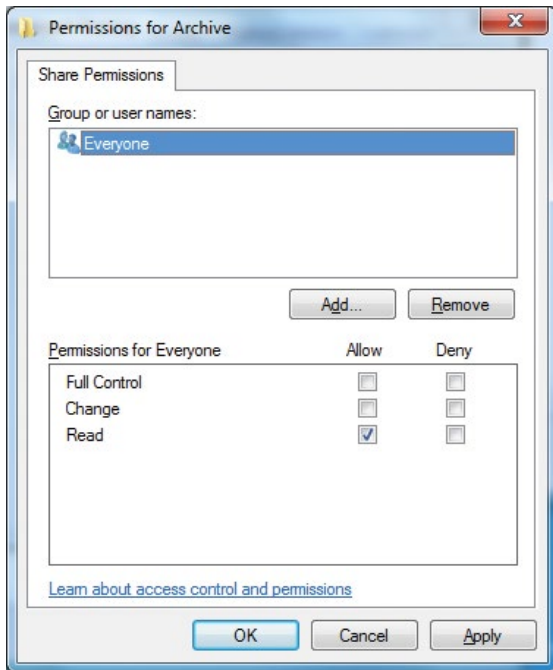 Permissions for Archive
Share Permissions
Group or user names:
Everyone
Add...
Remove
Permissions for Everyone Allow Deny
Full Control
Change
Read
Learn about access control and permissions
OK Cancel Apply